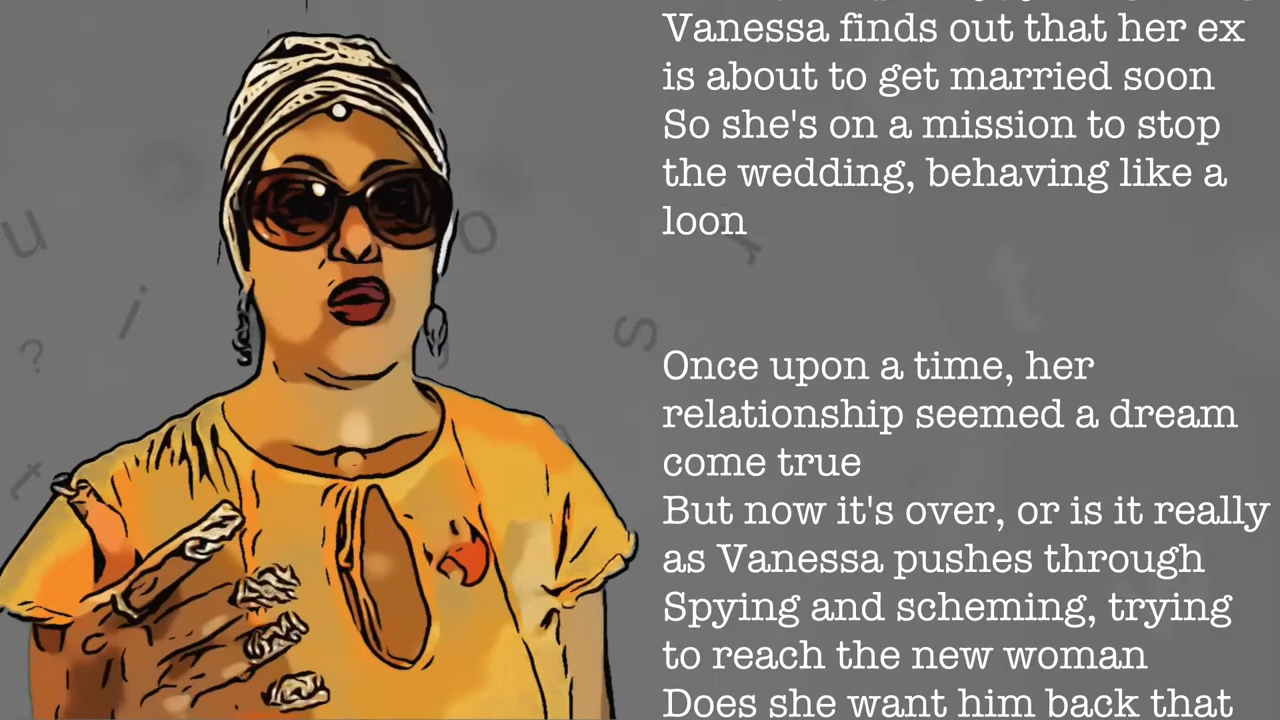 Vanessa finds out that her ex
is about to get married soon
So she's on a mission to stop
the wedding, behaving like a
loon
Once upon a time, her
relationship seemed a dream
come true
But now it's over, or is it really
as Vanessa pushes through
Spying and scheming, trying
to reach the new woman
Does she want him back that
u
o
i
?
t
s
r
t